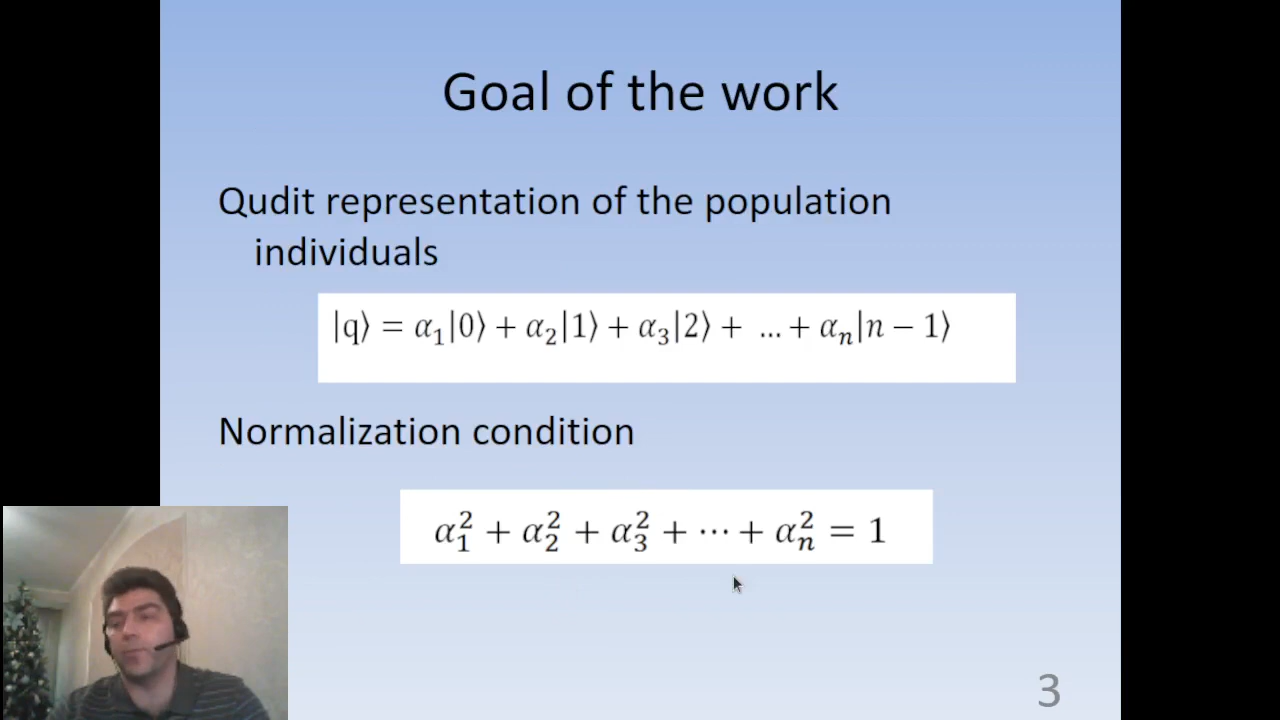 Goal of the work
Qudit representation of the population
individuals
|q⟩ = α₁|0⟩ + α₂|1⟩ + α₃|2⟩ + ... + αₙ|n − 1⟩
Normalization condition
α₁² + α₂² + α₃² + ⋯ + αₙ² = 1
3